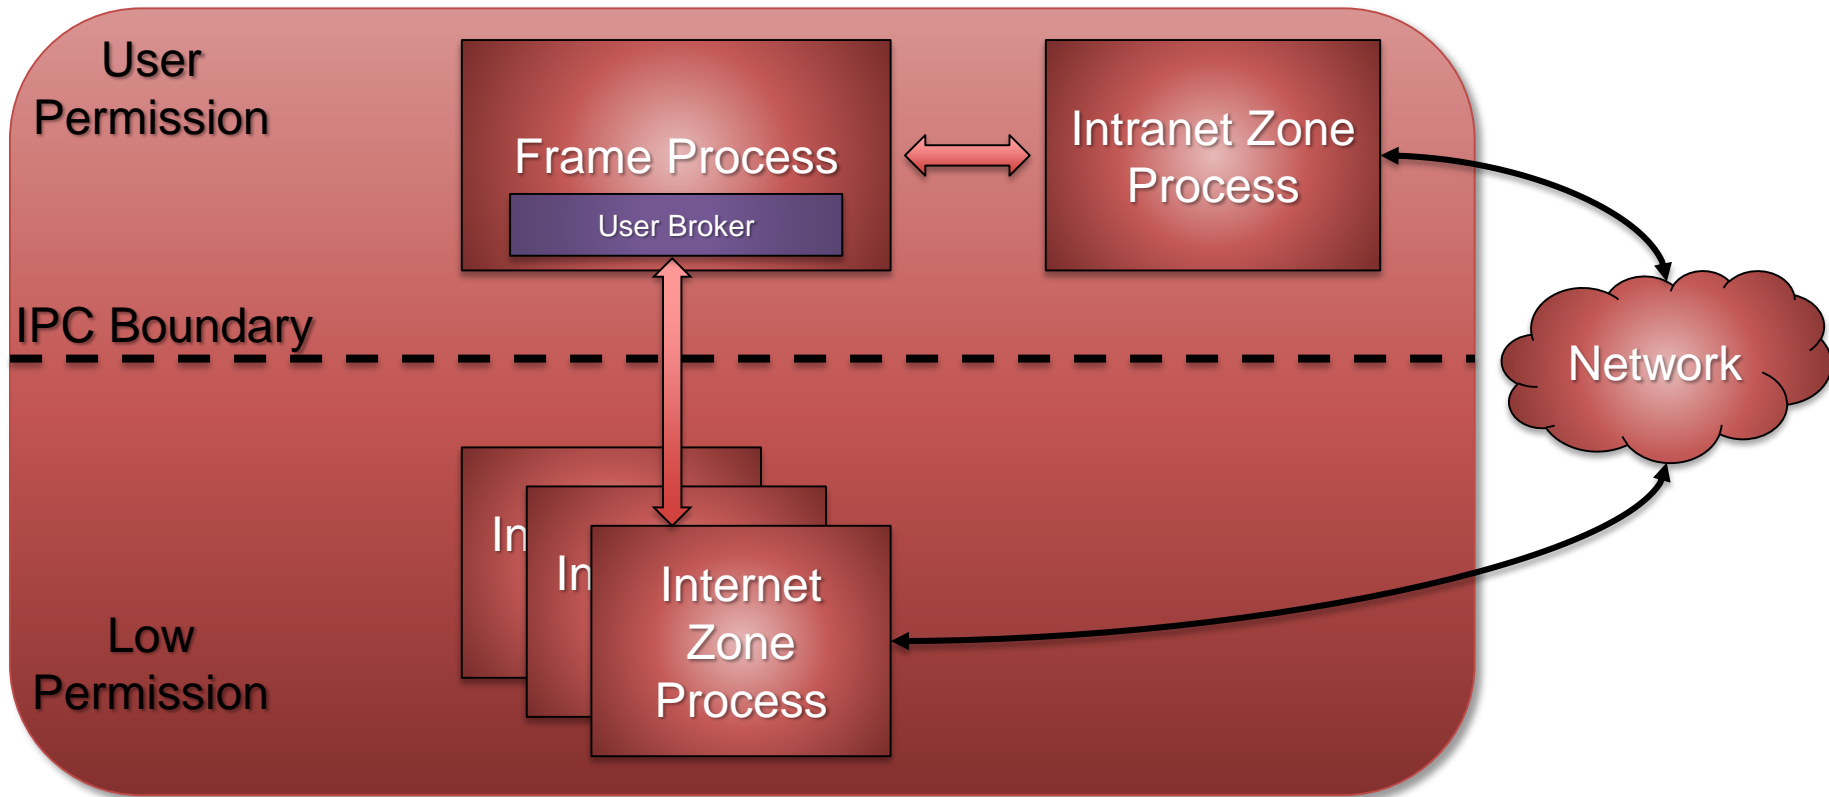 User
Permission
Frame Process
User Broker
Intranet Zone
Process
IPC Boundary
Network
In
In
Internet
Zone
Process
Low
Permission